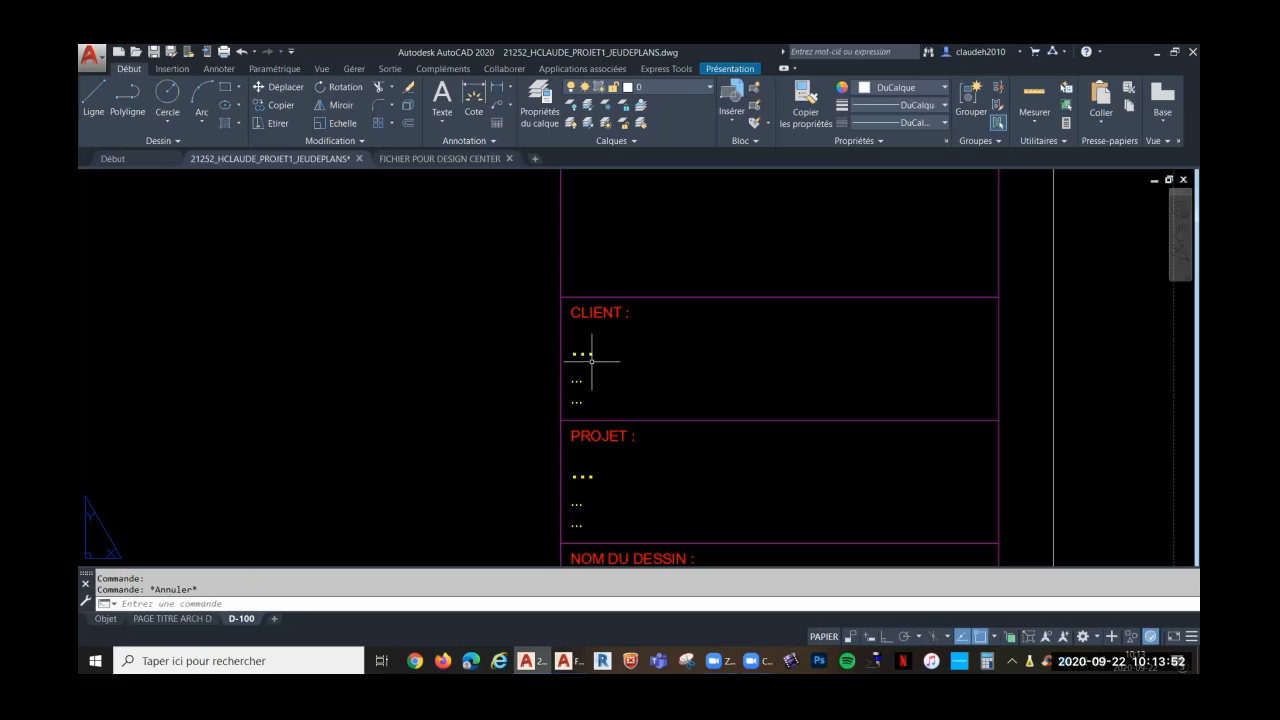 Autodesk AutoCAD 2020 21252_HCLAUDE_PROJET1_JEUDEPLANS.dwg
Entrez mot-clé ou expression
claudeh2010
Début Insertion Annoter Paramétrique Vue Gérer Sortie Compléments Collaborer Applications associées Express Tools Présentation
Ligne Polyligne Cercle Arc
Déplacer Rotation
Copier Miroir
Etirer Echelle
Texte Cote
Propriétés du calque
0
Insérer
Copier les propriétés
DuCalque
DuCalqu
DuCal...
Grouper
Mesurer
Coller
Base
Dessin Modification Annotation Calques Bloc Propriétés Groupes Utilitaires Presse-papiers Vue
Début 21252_HCLAUDE_PROJET1_JEUDEPLANS* FICHIER POUR DESIGN CENTER
CLIENT :
...
...
...
PROJET :
...
...
...
NOM DU DESSIN :
Y
X
Commande:
Commande: *Annuler*
Entrez une commande
Objet PAGE TITRE ARCH D D-100
PAPIER
Taper ici pour rechercher
2... F... Z... C...
10:13
2020-09-22 10:13:52